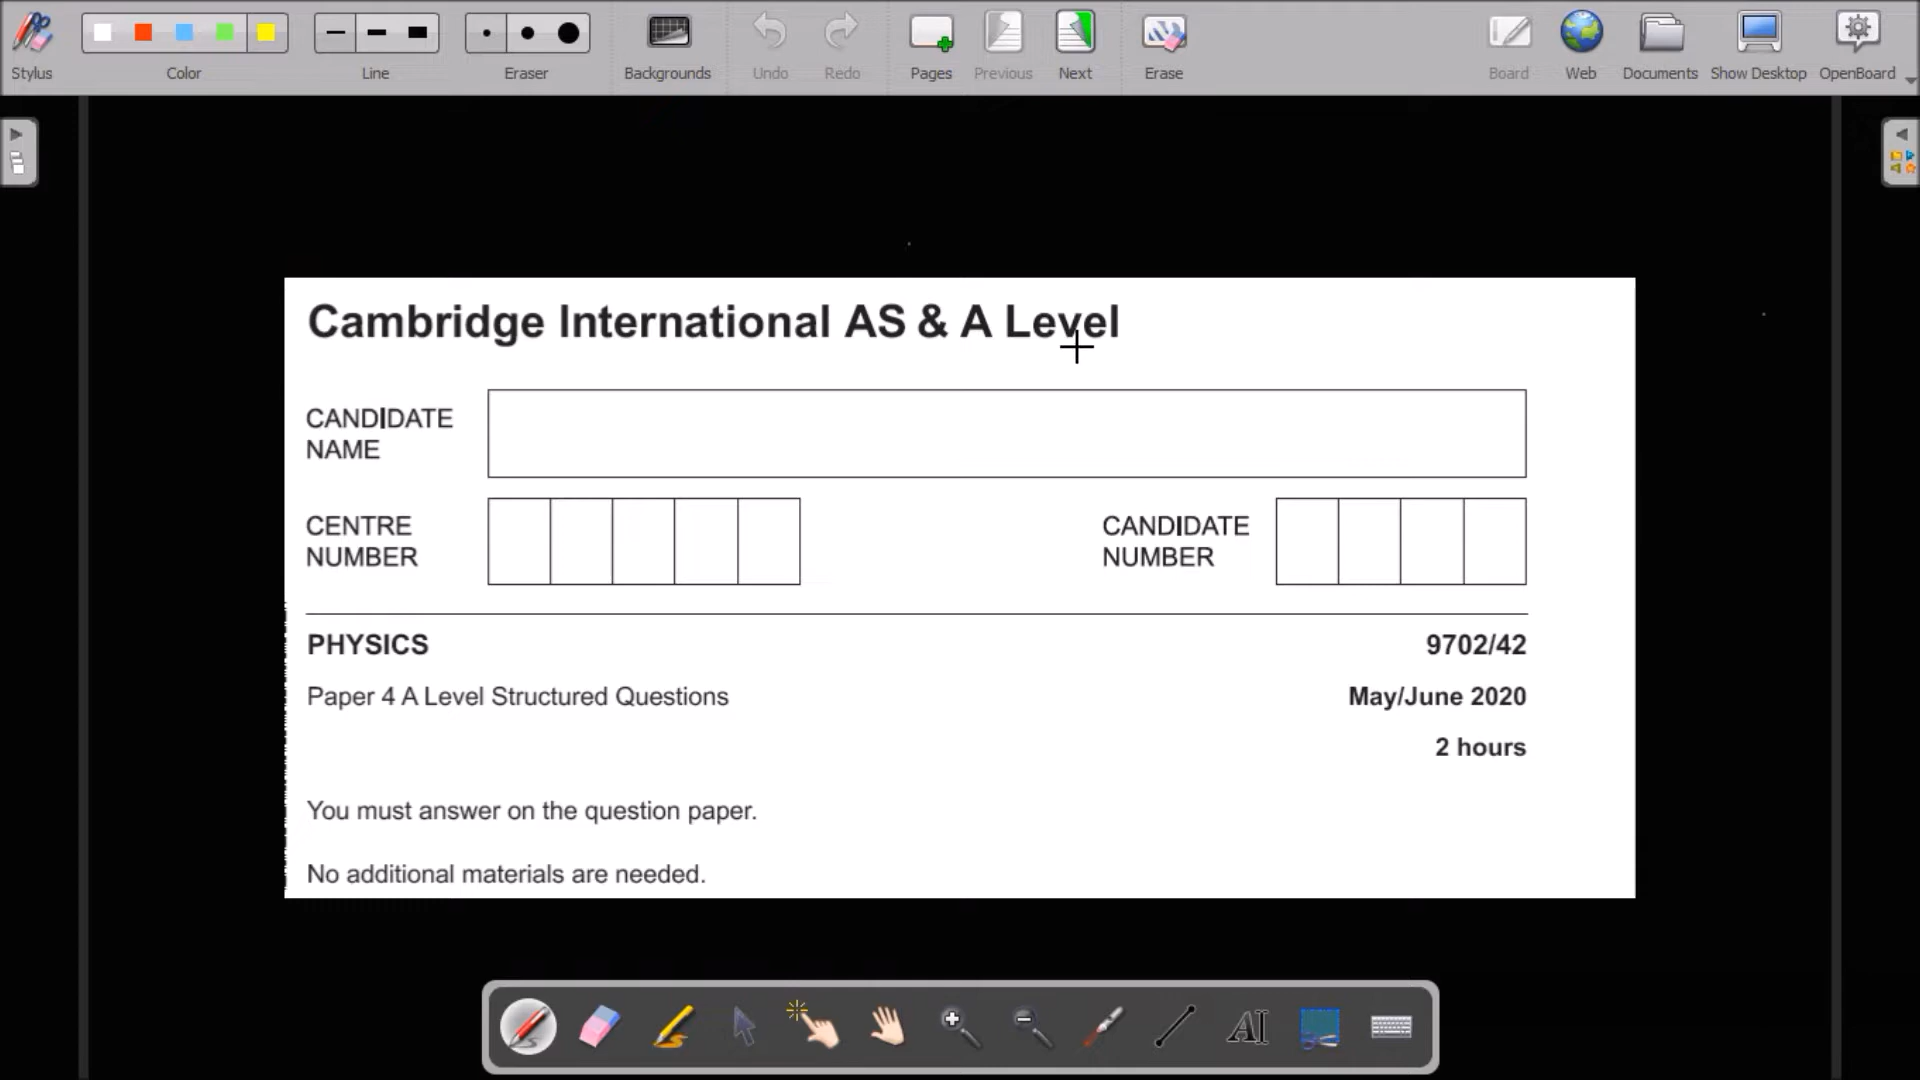 Stylus
Color
Line
Eraser
Backgrounds
Undo
Redo
Pages
Previous
Next
Erase
Board
Web
Documents
Show Desktop
OpenBoard
Cambridge International AS & A Level
CANDIDATE
NAME
CENTRE
NUMBER
CANDIDATE
NUMBER
PHYSICS
9702/42
Paper 4 A Level Structured Questions
May/June 2020
2 hours
You must answer on the question paper.
No additional materials are needed.
AI